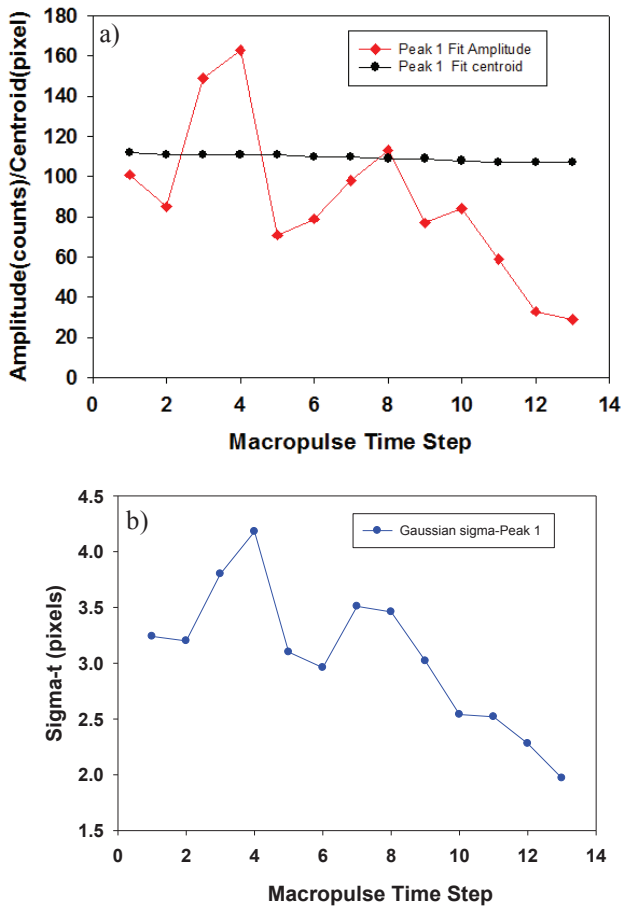 a)
Peak 1 Fit Amplitude
Peak 1 Fit centroid
Amplitude(counts)/Centroid(pixel)
180
160
140
120
100
80
60
40
20
0
0 2 4 6 8 10 12 14
Macropulse Time Step
b)
Gaussian sigma-Peak 1
Sigma-t (pixels)
4.5
4.0
3.5
3.0
2.5
2.0
1.5
0 2 4 6 8 10 12 14
Macropulse Time Step